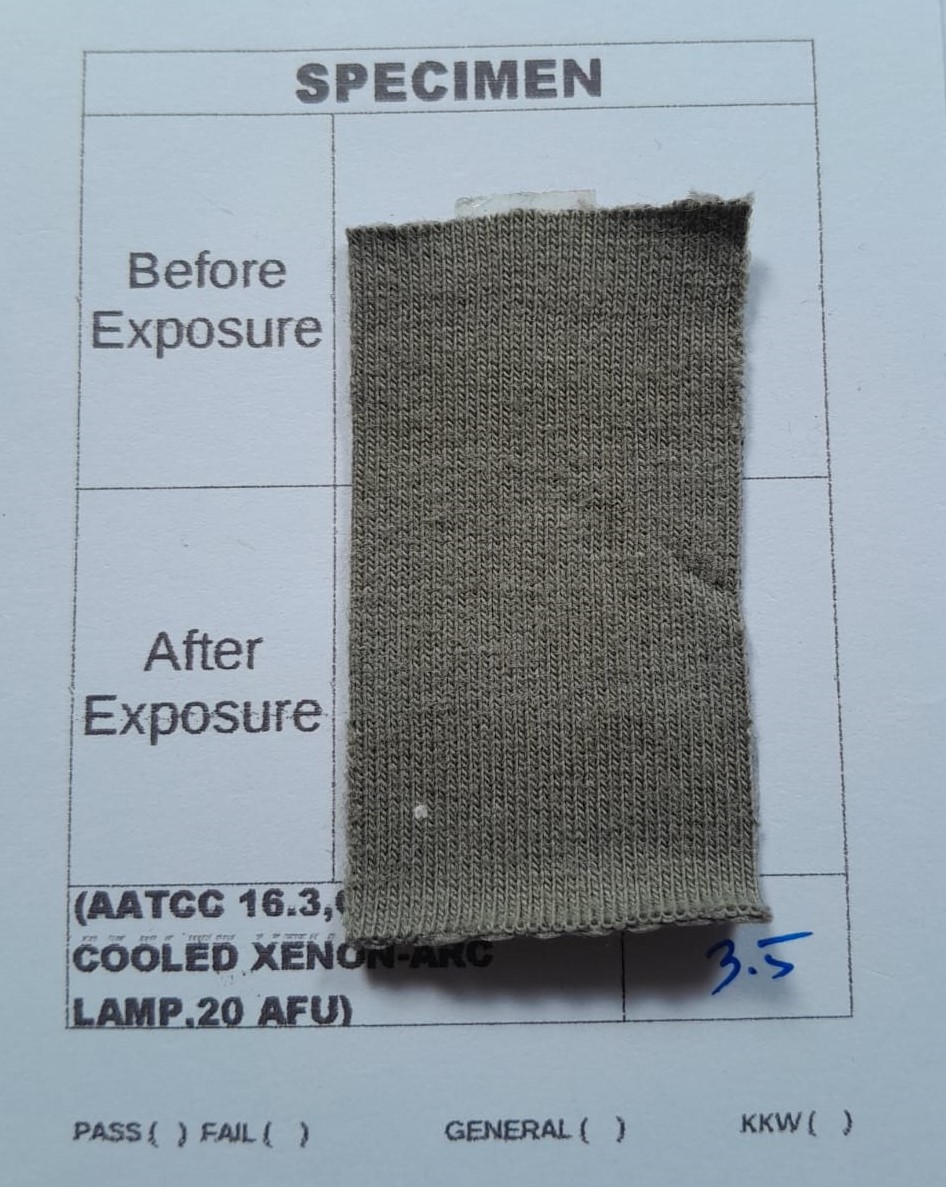 SPECIMEN
Before
Exposure
After
Exposure
(AATCC 16.3,
COOLED XENON-ARC
LAMP,20 AFU)
3.5
PASS ( ) FAIL ( ) GENERAL ( ) KKW ( )